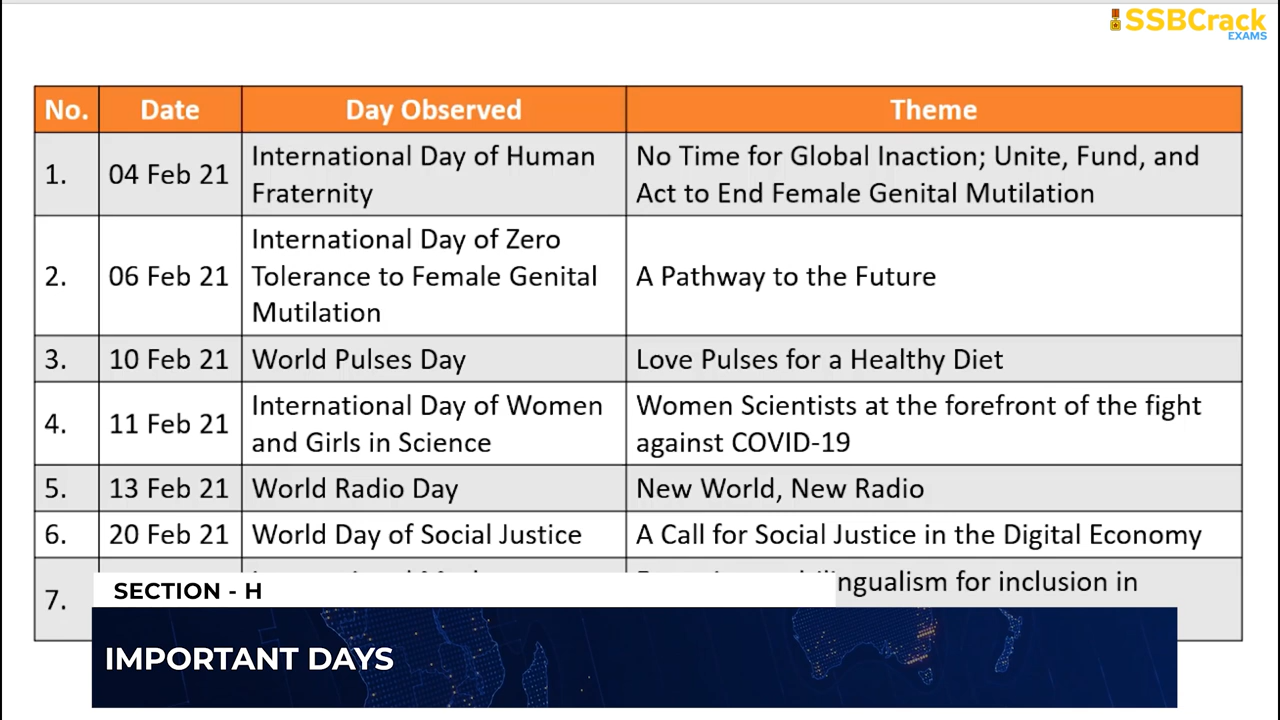 SSBCrack
EXAMS
No. Date Day Observed Theme
1. 04 Feb 21 International Day of Human Fraternity No Time for Global Inaction; Unite, Fund, and Act to End Female Genital Mutilation
2. 06 Feb 21 International Day of Zero Tolerance to Female Genital Mutilation A Pathway to the Future
3. 10 Feb 21 World Pulses Day Love Pulses for a Healthy Diet
4. 11 Feb 21 International Day of Women and Girls in Science Women Scientists at the forefront of the fight against COVID-19
5. 13 Feb 21 World Radio Day New World, New Radio
6. 20 Feb 21 World Day of Social Justice A Call for Social Justice in the Digital Economy
7. for inclusion in
SECTION - H
IMPORTANT DAYS